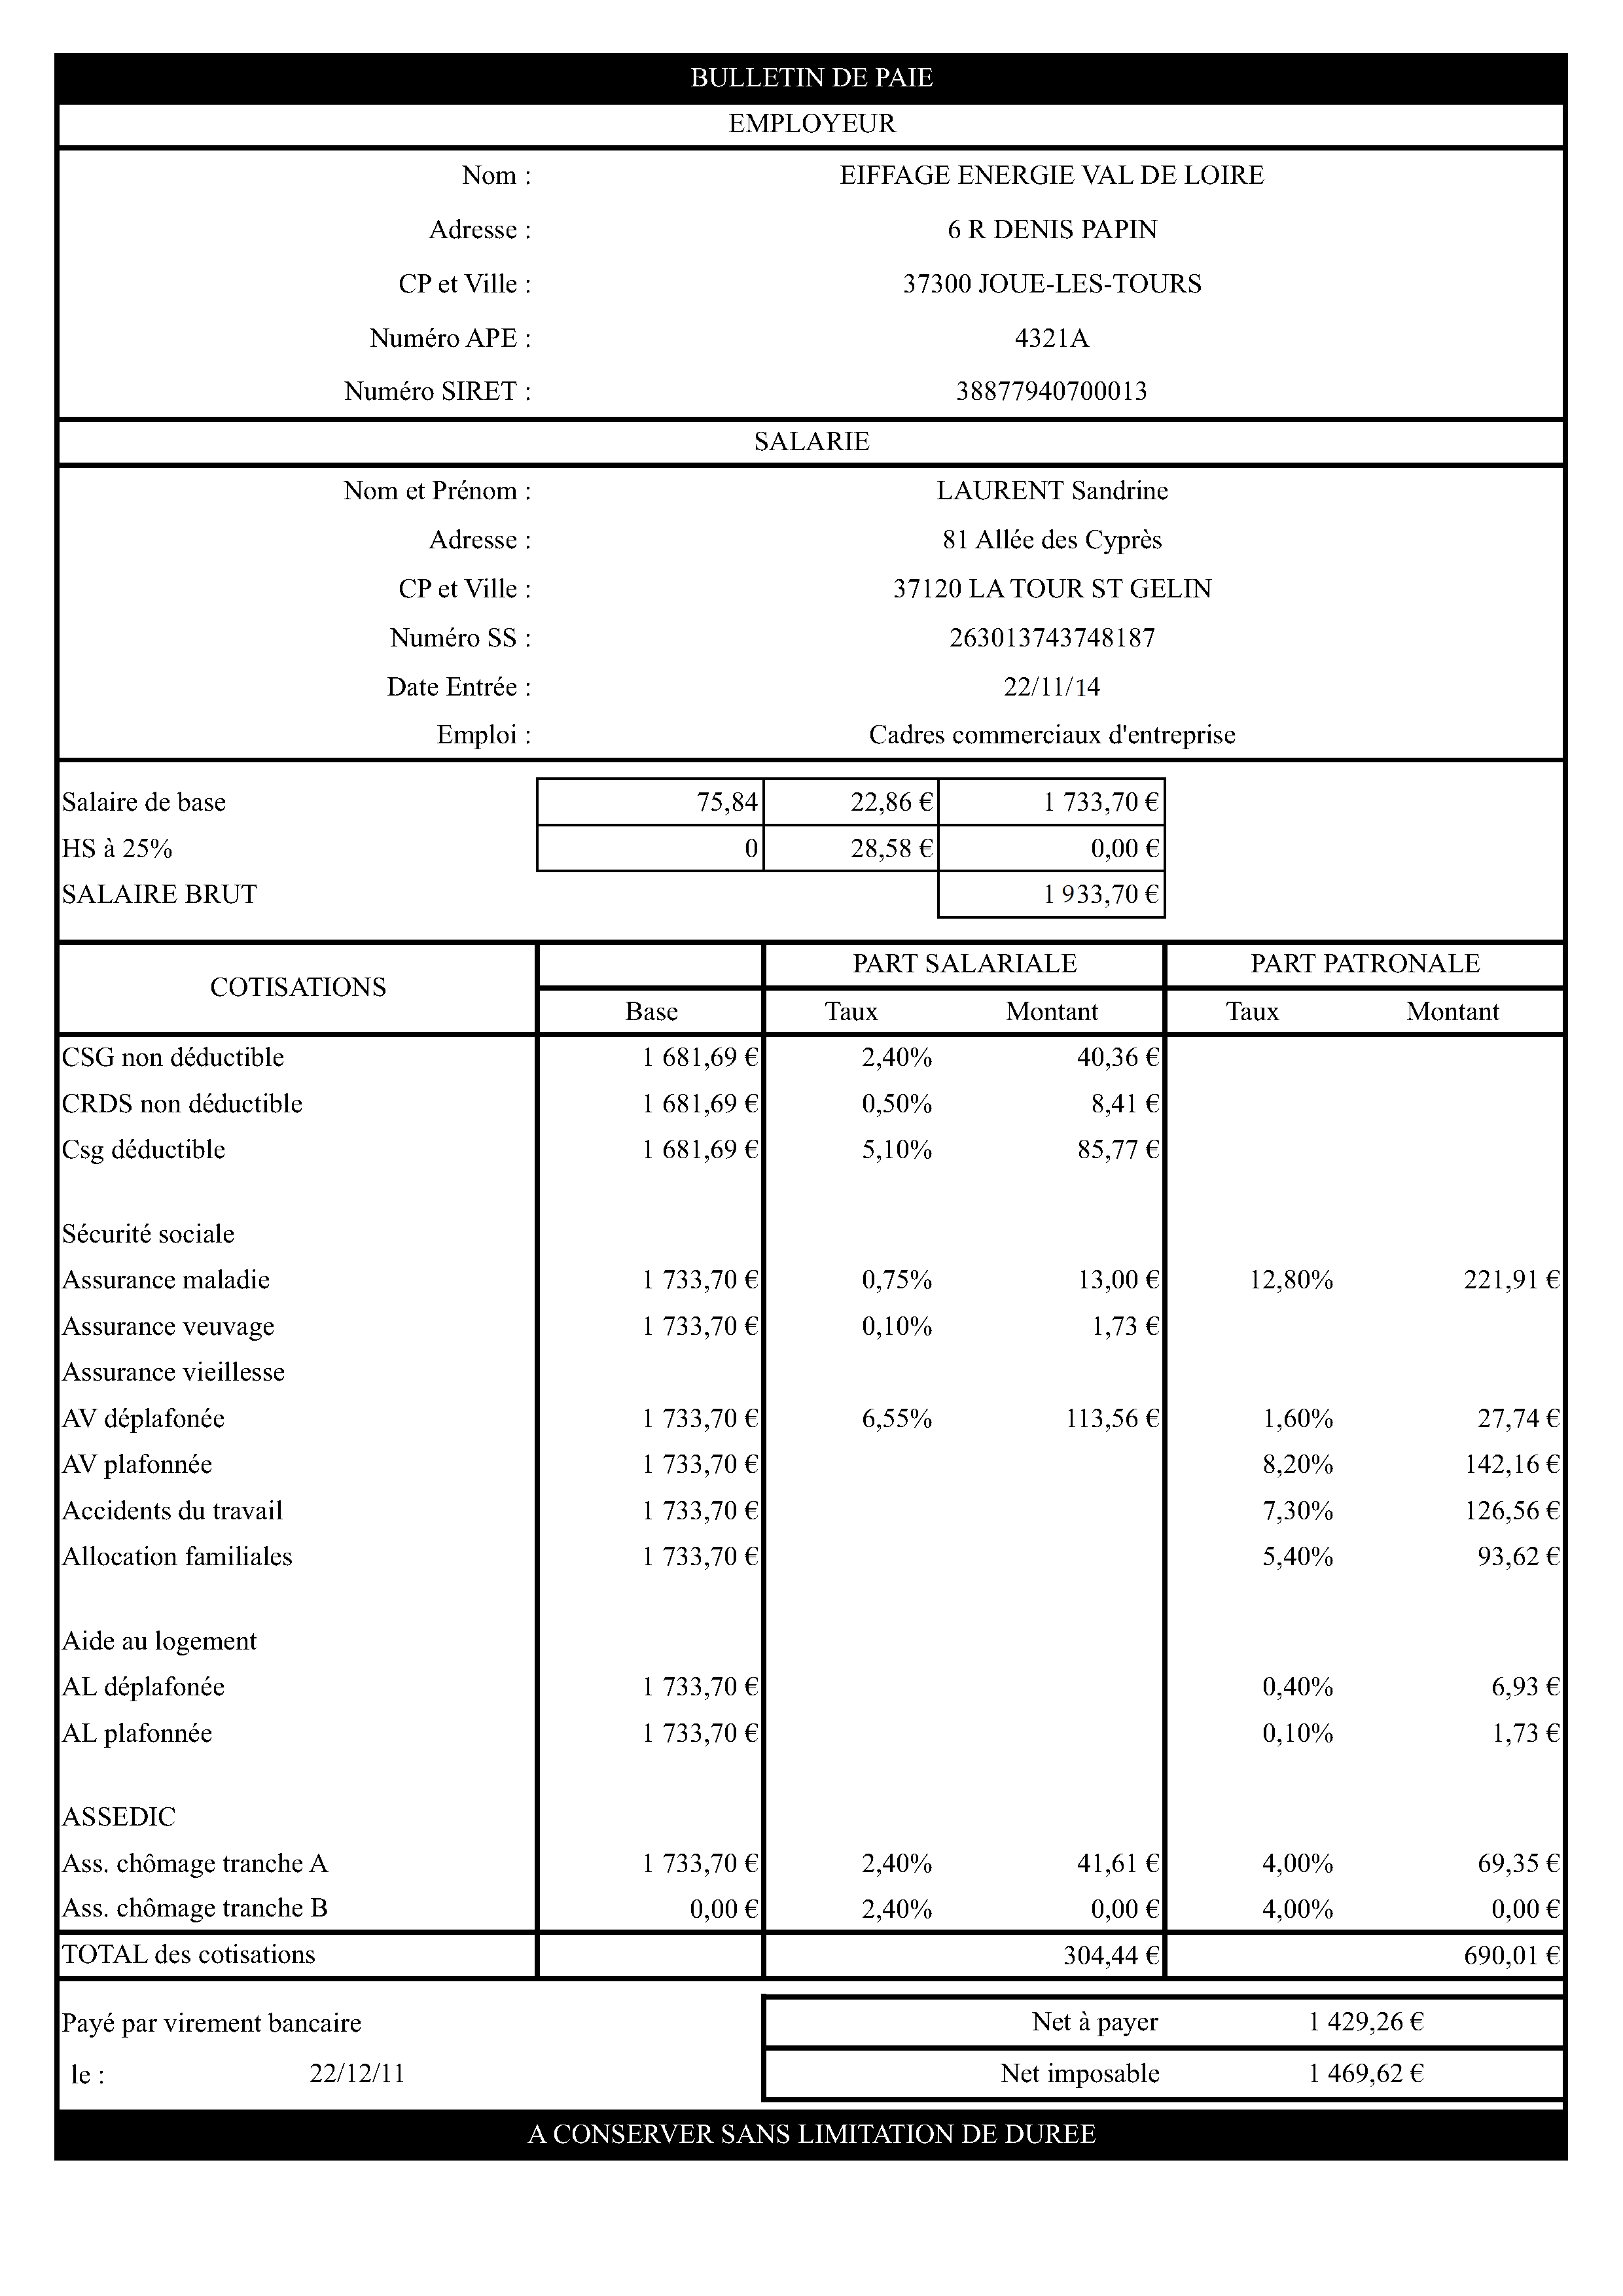 BULLETIN DE PAIE
EMPLOYEUR
Nom : EIFFAGE ENERGIE VAL DE LOIRE
Adresse : 6 R DENIS PAPIN
CP et Ville : 37300 JOUE-LES-TOURS
Numéro APE : 4321A
Numéro SIRET : 38877940700013
SALARIE
Nom et Prénom : LAURENT Sandrine
Adresse : 81 Allée des Cyprès
CP et Ville : 37120 LA TOUR ST GELIN
Numéro SS : 263013743748187
Date Entrée : 22/11/14
Emploi : Cadres commerciaux d'entreprise
Salaire de base 75,84 22,86 € 1 733,70 €
HS à 25% 0 28,58 € 0,00 €
SALAIRE BRUT 1 933,70 €
COTISATIONS PART SALARIALE PART PATRONALE
Base Taux Montant Taux Montant
CSG non déductible 1 681,69 € 2,40% 40,36 €
CRDS non déductible 1 681,69 € 0,50% 8,41 €
Csg déductible 1 681,69 € 5,10% 85,77 €
Sécurité sociale
Assurance maladie 1 733,70 € 0,75% 13,00 € 12,80% 221,91 €
Assurance veuvage 1 733,70 € 0,10% 1,73 €
Assurance vieillesse
AV déplafonée 1 733,70 € 6,55% 113,56 € 1,60% 27,74 €
AV plafonnée 1 733,70 € 8,20% 142,16 €
Accidents du travail 1 733,70 € 7,30% 126,56 €
Allocation familiales 1 733,70 € 5,40% 93,62 €
Aide au logement
AL déplafonée 1 733,70 € 0,40% 6,93 €
AL plafonnée 1 733,70 € 0,10% 1,73 €
ASSEDIC
Ass. chômage tranche A 1 733,70 € 2,40% 41,61 € 4,00% 69,35 €
Ass. chômage tranche B 0,00 € 2,40% 0,00 € 4,00% 0,00 €
TOTAL des cotisations 304,44 € 690,01 €
Payé par virement bancaire Net à payer 1 429,26 €
le : 22/12/11 Net imposable 1 469,62 €
A CONSERVER SANS LIMITATION DE DUREE